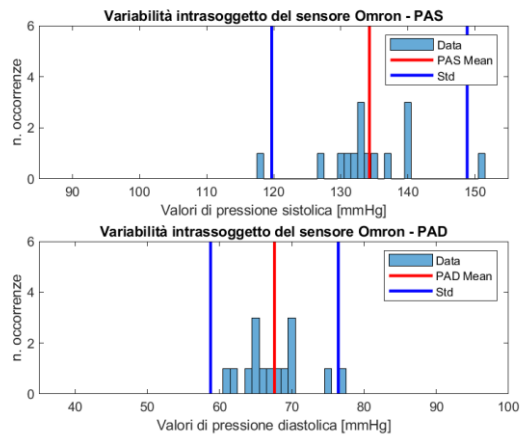 Variabilità intrasoggetto del sensore Omron - PAS
6
4
2
0
n. occorrenze
Data
PAS Mean
Std
90 100 110 120 130 140 150
Valori di pressione sistolica [mmHg]
Variabilità intrasoggetto del sensore Omron - PAD
6
4
2
0
n. occorrenze
Data
PAD Mean
Std
40 50 60 70 80 90 100
Valori di pressione diastolica [mmHg]